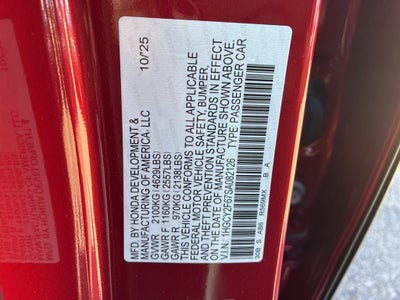 MFD. BY HONDA DEVELOPMENT & 10/25
MANUFACTURING OF AMERICA, LLC
GVWR 2100KG(4629LBS)
GAWR F 1160KG(2557LBS)
GAWR R 970KG(2138LBS)
THIS VEHICLE CONFORMS TO ALL APPLICABLE
FEDERAL MOTOR VEHICLE SAFETY, BUMPER,
AND THEFT PREVENTION STANDARDS IN EFFECT
ON THE DATE OF MANUFACTURE SHOWN ABOVE.
V.I.N.: 1HGCY2F67SA082126 TYPE PASSENGER CAR